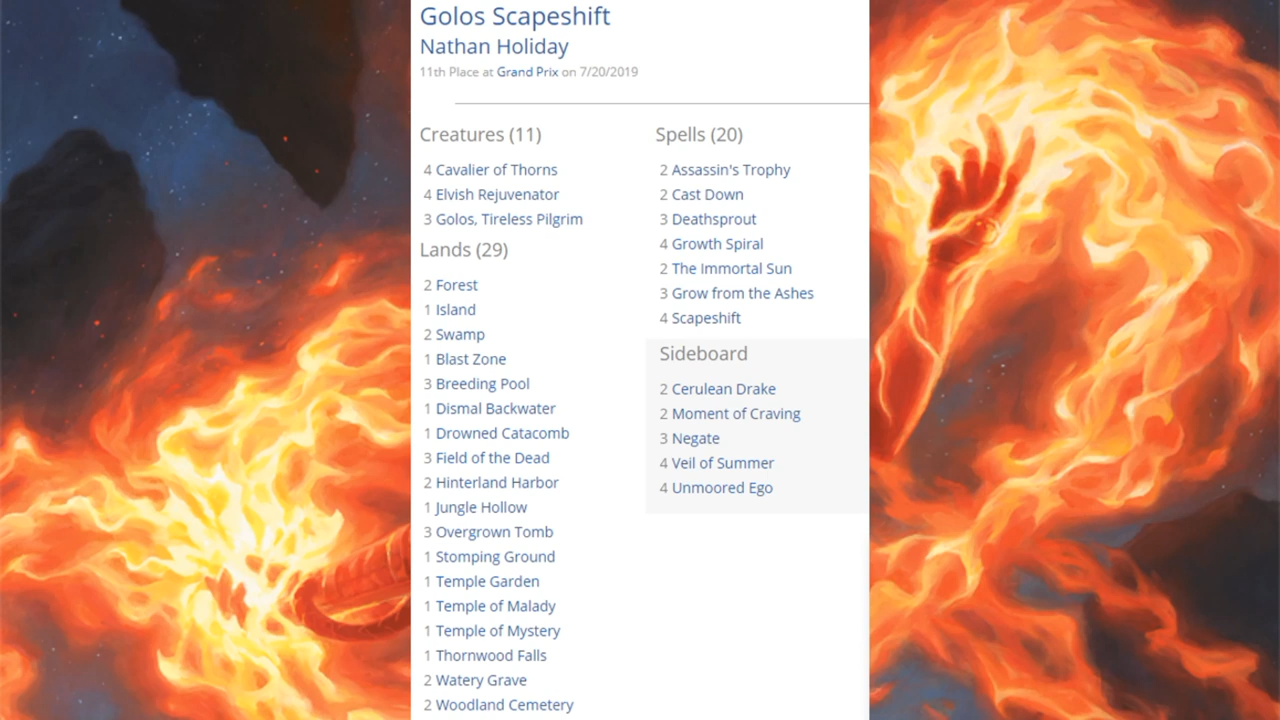 Golos Scapeshift
Nathan Holiday
11th Place at Grand Prix on 7/20/2019
Creatures (11)
4 Cavalier of Thorns
4 Elvish Rejuvenator
3 Golos, Tireless Pilgrim
Lands (29)
2 Forest
1 Island
2 Swamp
1 Blast Zone
3 Breeding Pool
1 Dismal Backwater
1 Drowned Catacomb
3 Field of the Dead
2 Hinterland Harbor
1 Jungle Hollow
3 Overgrown Tomb
1 Stomping Ground
1 Temple Garden
1 Temple of Malady
1 Temple of Mystery
1 Thornwood Falls
2 Watery Grave
2 Woodland Cemetery
Spells (20)
2 Assassin's Trophy
2 Cast Down
3 Deathsprout
4 Growth Spiral
2 The Immortal Sun
3 Grow from the Ashes
4 Scapeshift
Sideboard
2 Cerulean Drake
2 Moment of Craving
3 Negate
4 Veil of Summer
4 Unmoored Ego